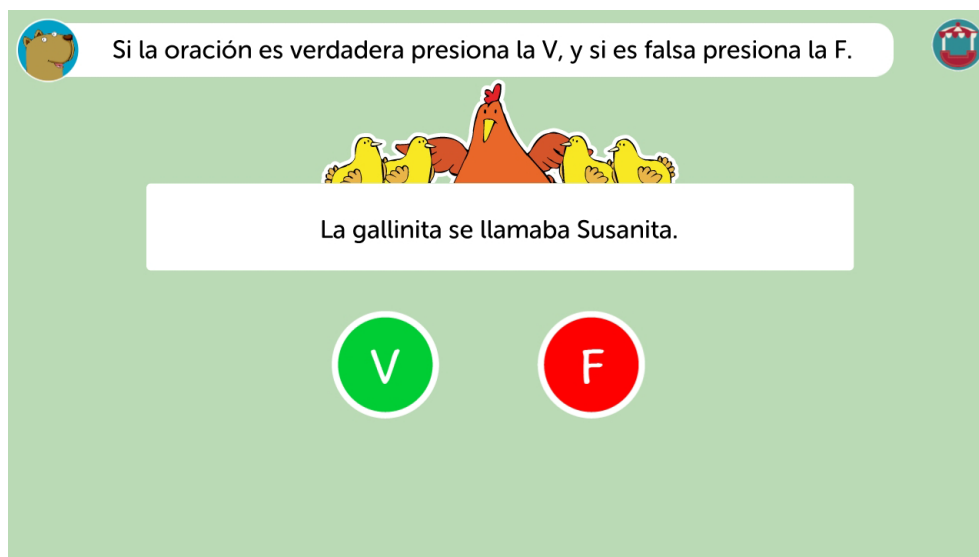 Si la oración es verdadera presiona la V, y si es falsa presiona la F.
La gallinita se llamaba Susanita.
V F